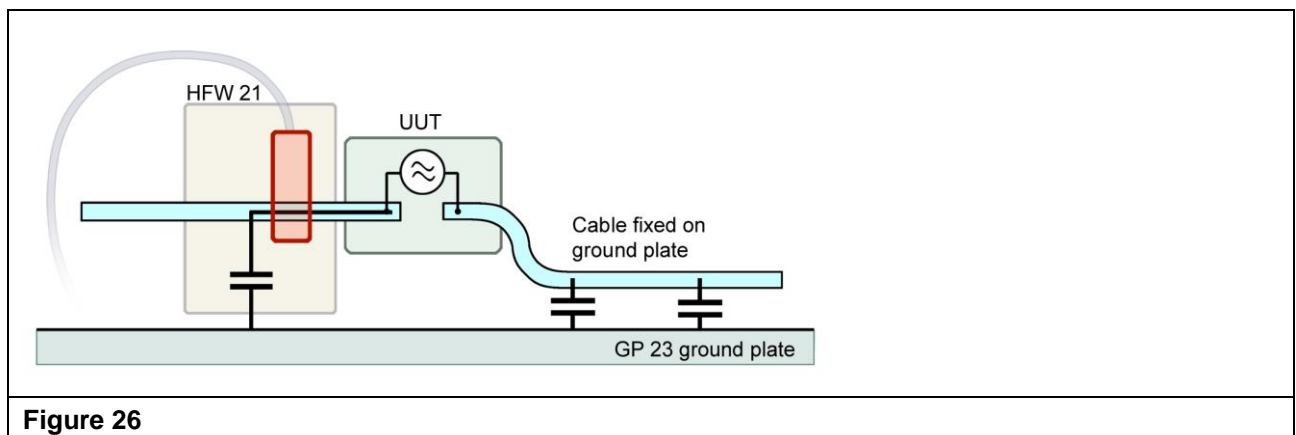 HFW 21
UUT
Cable fixed on
ground plate
GP 23 ground plate
Figure 26